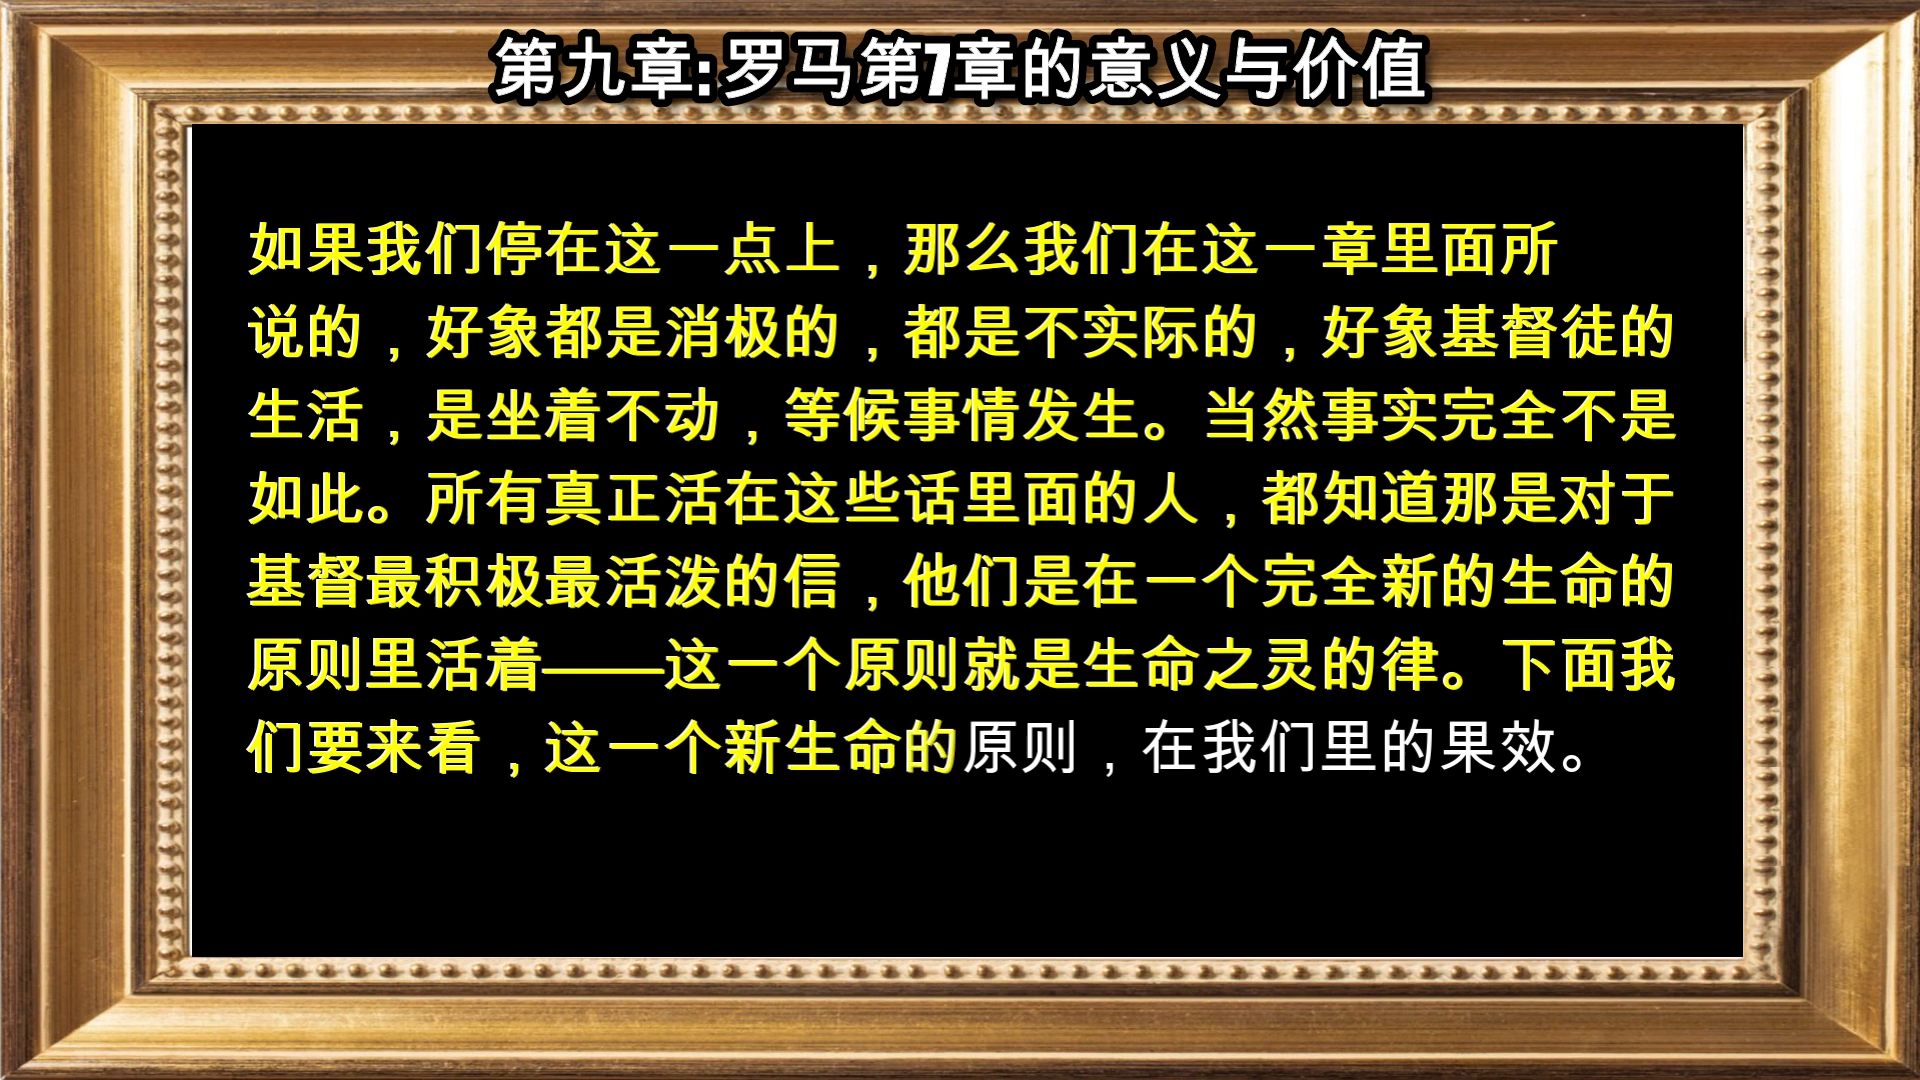 第九章:罗马第7章的意义与价值
如果我们停在这一点上，那么我们在这一章里面所
说的，好象都是消极的，都是不实际的，好象基督徒的
生活，是坐着不动，等候事情发生。当然事实完全不是
如此。所有真正活在这些话里面的人，都知道那是对于
基督最积极最活泼的信，他们是在一个完全新的生命的
原则里活着——这一个原则就是生命之灵的律。下面我
们要来看，这一个新生命的原则，在我们里的果效。